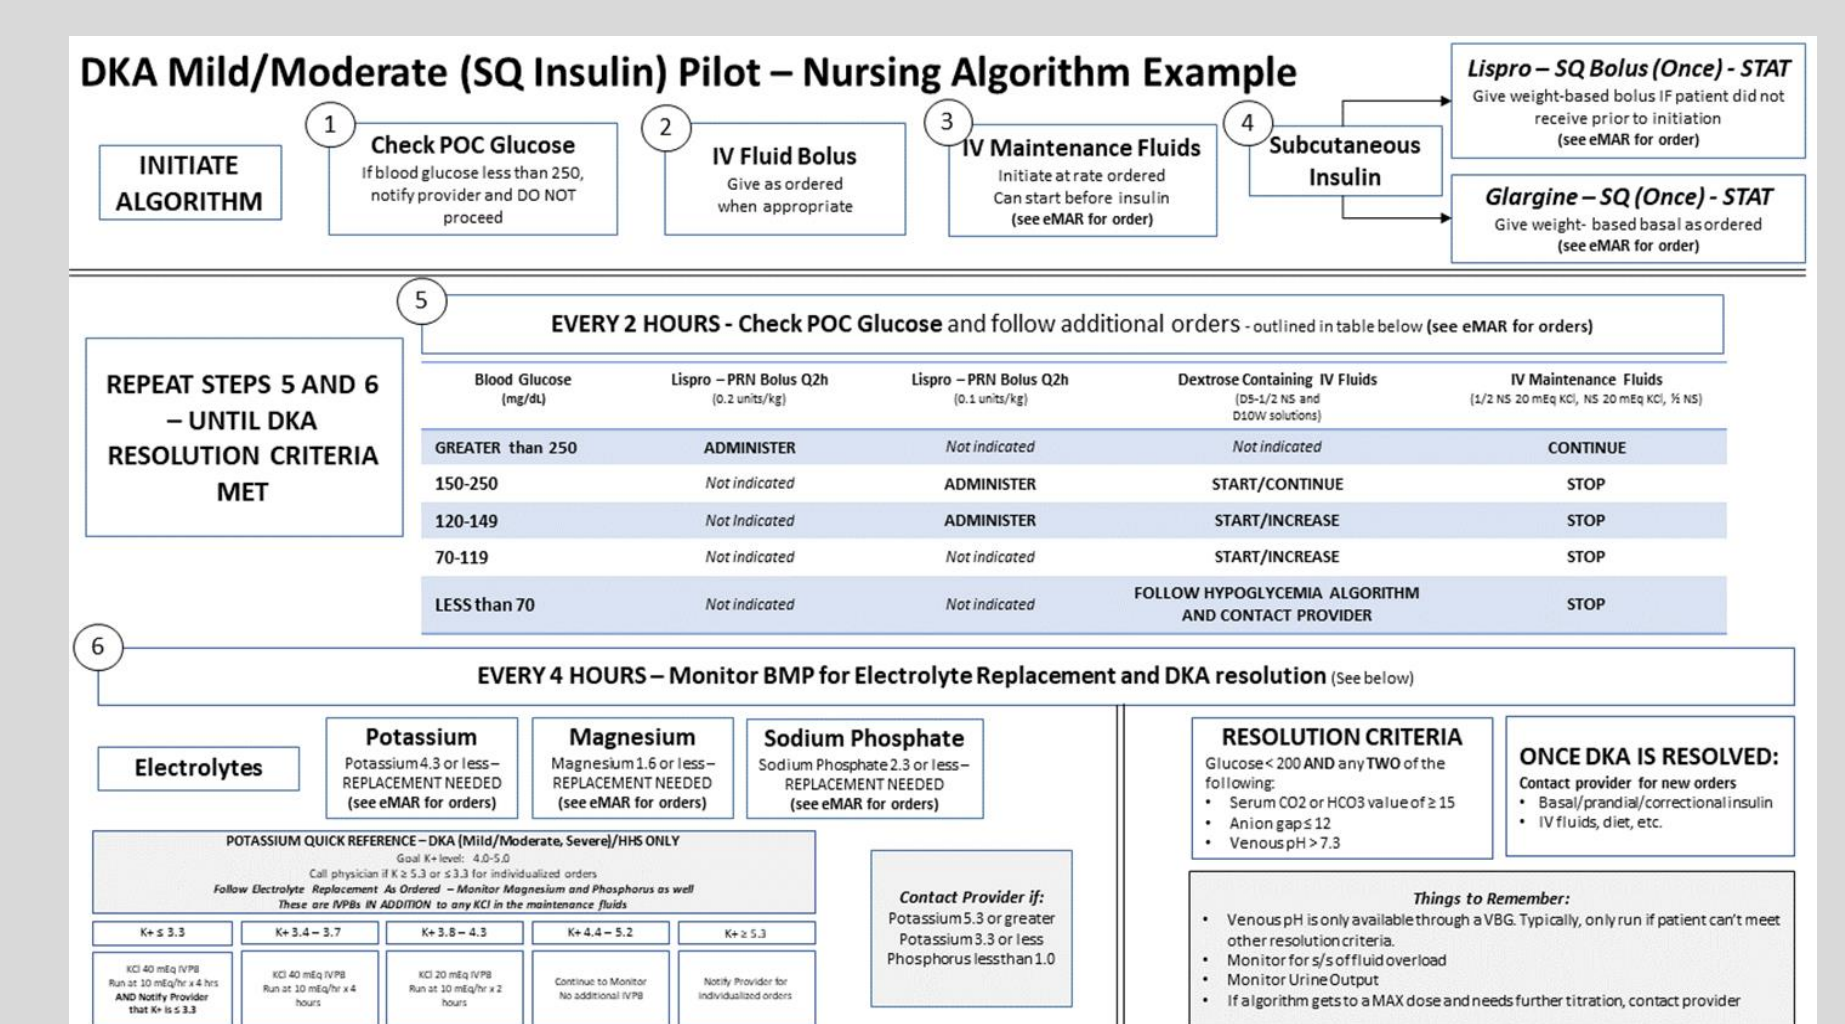 DKA Mild/Moderate (SQ Insulin) Pilot – Nursing Algorithm Example
INITIATE
ALGORITHM
1
Check POC Glucose
If blood glucose less than 250,
notify provider and DO NOT
proceed
2
IV Fluid Bolus
Give as ordered
when appropriate
3
IV Maintenance Fluids
Initiate at rate ordered
Can start before insulin
(see eMAR for order)
4
Subcutaneous
Insulin
Lispro – SQ Bolus (Once) - STAT
Give weight-based bolus IF patient did not
receive prior to initiation
(see eMAR for order)
Glargine – SQ (Once) - STAT
Give weight- based basal as ordered
(see eMAR for order)
REPEAT STEPS 5 AND 6
– UNTIL DKA
RESOLUTION CRITERIA
MET
5
EVERY 2 HOURS - Check POC Glucose and follow additional orders - outlined in table below (see eMAR for orders)
Blood Glucose Lispro – PRN Bolus Q2h Lispro – PRN Bolus Q2h Dextrose Containing IV Fluids IV Maintenance Fluids
(mg/dL) (0.2 units/kg) (0.1 units/kg) (D5-1/2 NS and (1/2 NS 20 mEq KCl, NS 20 mEq KCl, ½ NS)
D10W solutions)
GREATER than 250 ADMINISTER Not indicated Not indicated CONTINUE
150-250 Not indicated ADMINISTER START/CONTINUE STOP
120-149 Not Indicated ADMINISTER START/INCREASE STOP
70-119 Not indicated Not indicated START/INCREASE STOP
LESS than 70 Not indicated Not indicated FOLLOW HYPOGLYCEMIA ALGORITHM STOP
AND CONTACT PROVIDER
6
EVERY 4 HOURS – Monitor BMP for Electrolyte Replacement and DKA resolution (See below)
Electrolytes
Potassium
Potassium 4.3 or less –
REPLACEMENT NEEDED
(see eMAR for orders)
Magnesium
Magnesium 1.6 or less –
REPLACEMENT NEEDED
(see eMAR for orders)
Sodium Phosphate
Sodium Phosphate 2.3 or less –
REPLACEMENT NEEDED
(see eMAR for orders)
POTASSIUM QUICK REFERENCE – DKA (Mild/Moderate, Severe)/HHS ONLY
Goal K+ level: 4.0-5.0
Call physician if K ≥ 5.3 or ≤ 3.3 for individualized orders
Follow Electrolyte Replacement As Ordered – Monitor Magnesium and Phosphorus as well
These are IVPBs IN ADDITION to any KCl in the maintenance fluids
K+ ≤ 3.3
KCl 40 mEq IVPB
Run at 10 mEq/hr x 4 hrs
AND Notify Provider
that K+ is ≤ 3.3
K+ 3.4 – 3.7
KCl 40 mEq IVPB
Run at 10 mEq/hr x 4
hours
K+ 3.8 – 4.3
KCl 20 mEq IVPB
Run at 10 mEq/hr x 2
hours
K+ 4.4 – 5.2
Continue to Monitor
No additional IVPB
K+ ≥ 5.3
Notify Provider for
individualized orders
Contact Provider if:
Potassium 5.3 or greater
Potassium 3.3 or less
Phosphorus less than 1.0
RESOLUTION CRITERIA
Glucose < 200 AND any TWO of the
following:
• Serum CO2 or HCO3 value of ≥ 15
• Anion gap ≤ 12
• Venous pH > 7.3
ONCE DKA IS RESOLVED:
Contact provider for new orders
• Basal/prandial/correctional insulin
• IV fluids, diet, etc.
Things to Remember:
• Venous pH is only available through a VBG. Typically, only run if patient can't meet
other resolution criteria.
• Monitor for s/s of fluid overload
• Monitor Urine Output
• If algorithm gets to a MAX dose and needs further titration, contact provider